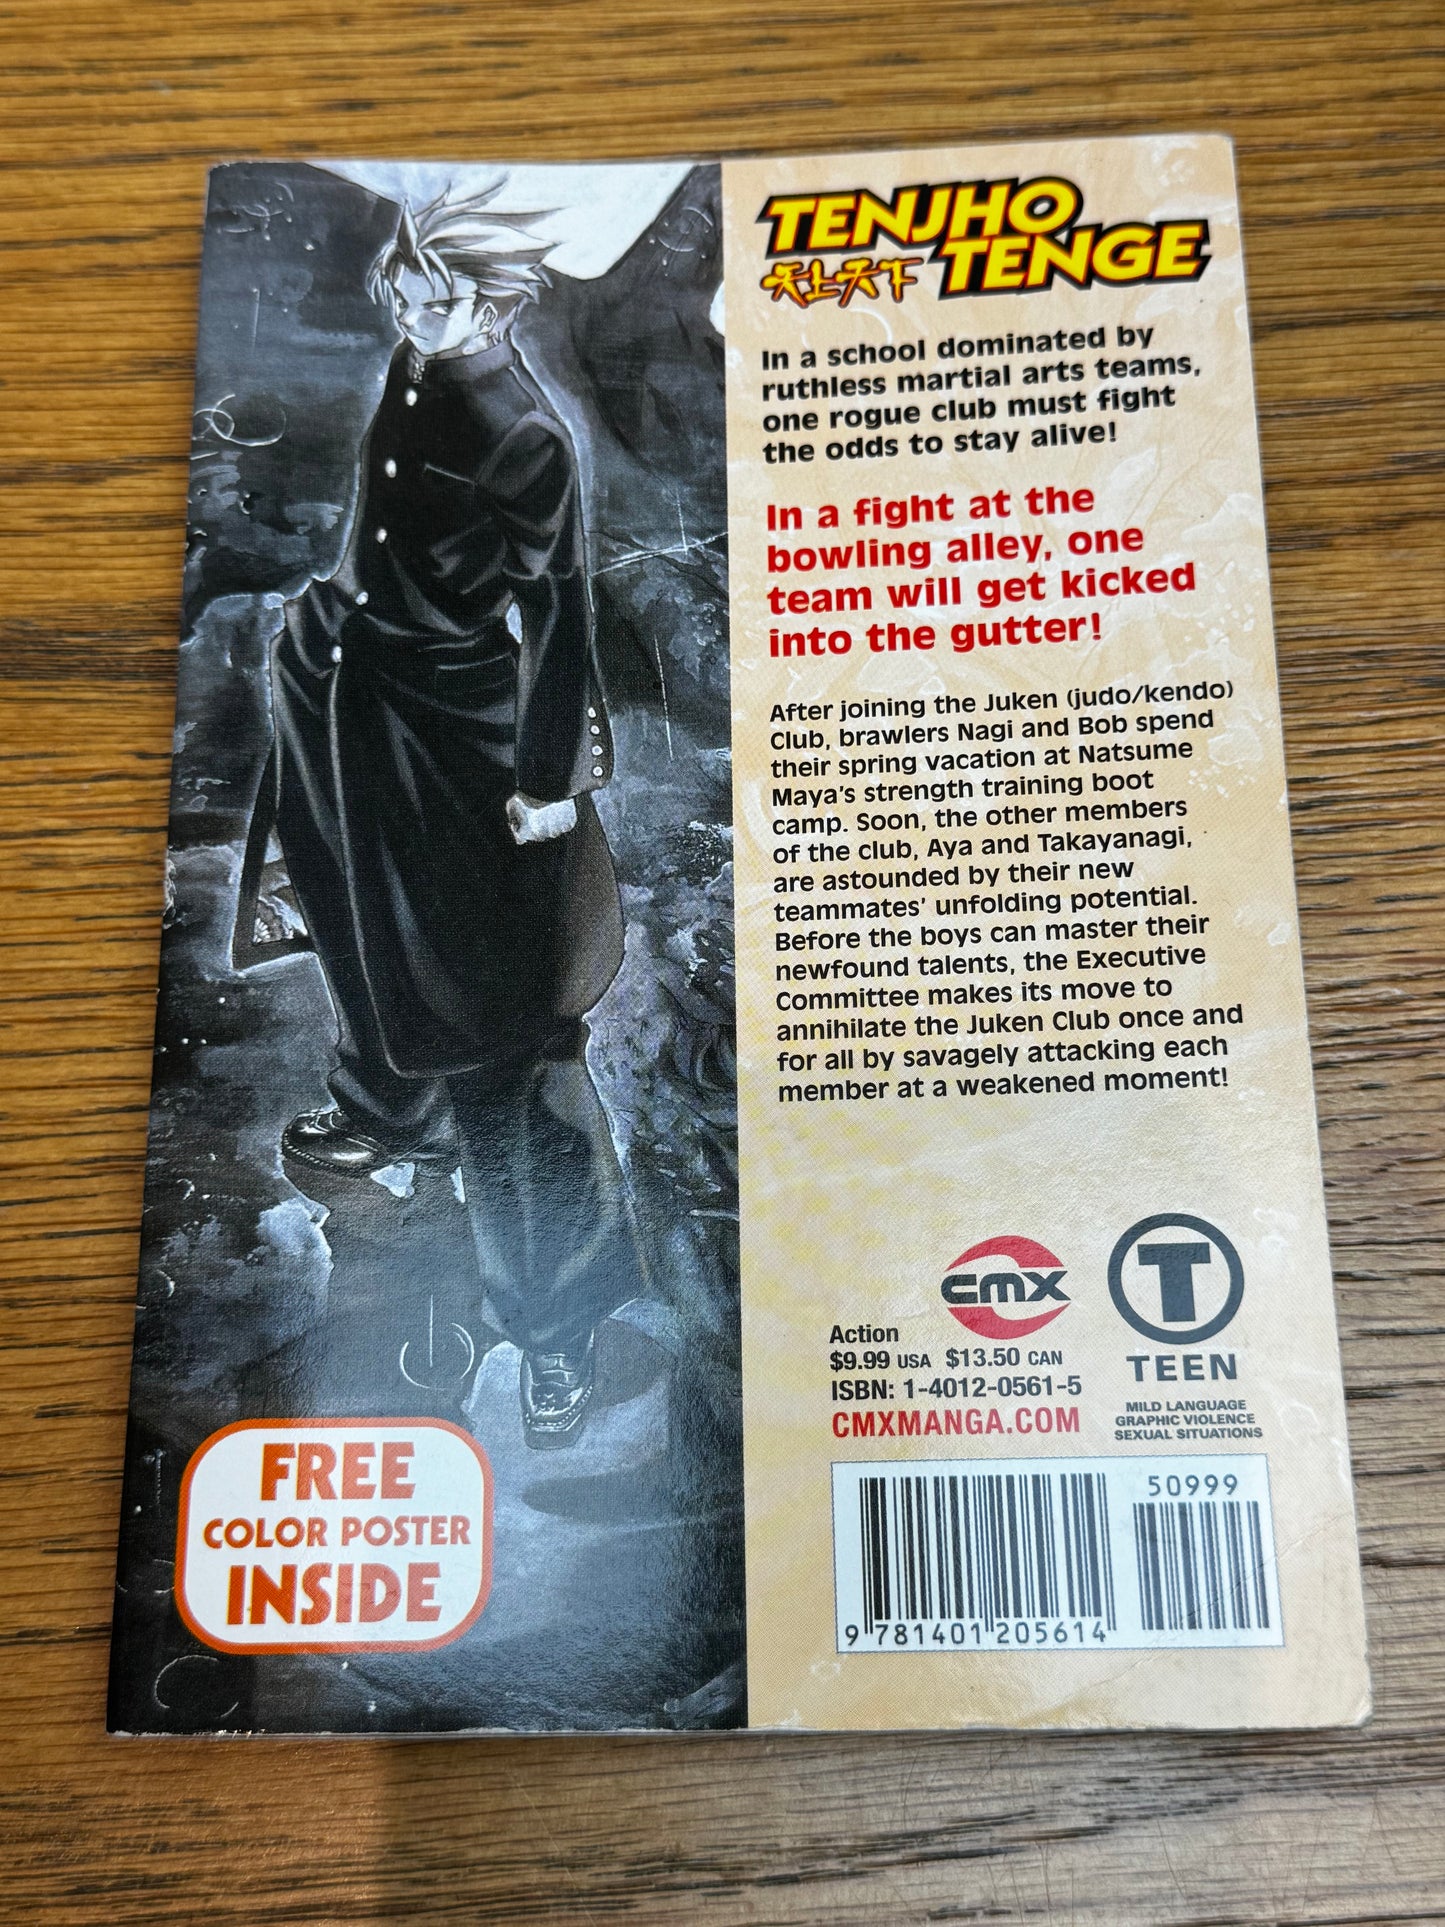 TENJHO
天上天下 TENGE
In a school dominated by
ruthless martial arts teams,
one rogue club must fight
the odds to stay alive!
In a fight at the
bowling alley, one
team will get kicked
into the gutter!
After joining the Juken (judo/kendo)
Club, brawlers Nagi and Bob spend
their spring vacation at Natsume
Maya's strength training boot
camp. Soon, the other members
of the club, Aya and Takayanagi,
are astounded by their new
teammates' unfolding potential.
Before the boys can master their
newfound talents, the Executive
Committee makes its move to
annihilate the Juken Club once and
for all by savagely attacking each
member at a weakened moment!
FREE
COLOR POSTER
INSIDE
CMX
Action
$9.99 USA $13.50 CAN
ISBN: 1-4012-0561-5
CMXMANGA.COM
T
TEEN
MILD LANGUAGE
GRAPHIC VIOLENCE
SEXUAL SITUATIONS
50999
9 781401 205614